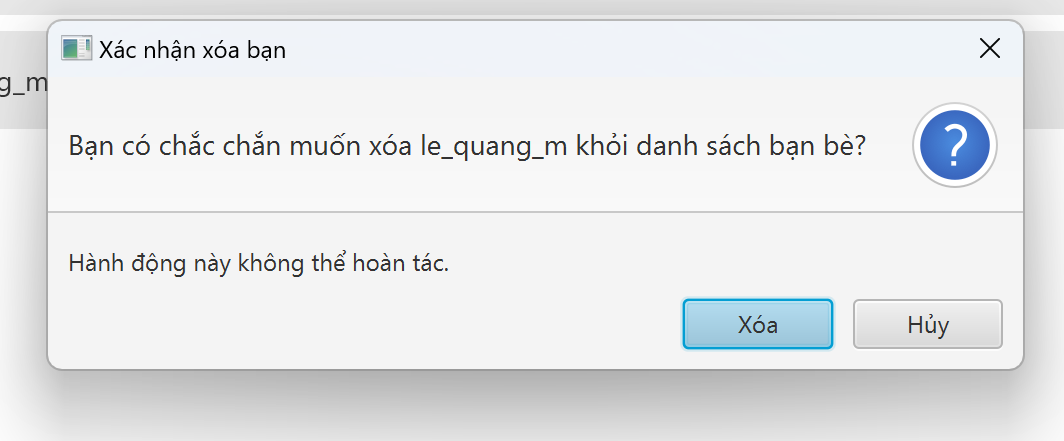 Xác nhận xóa bạn
g_m
Bạn có chắc chắn muốn xóa le_quang_m khỏi danh sách bạn bè?
?
Hành động này không thể hoàn tác.
Xóa
Hủy